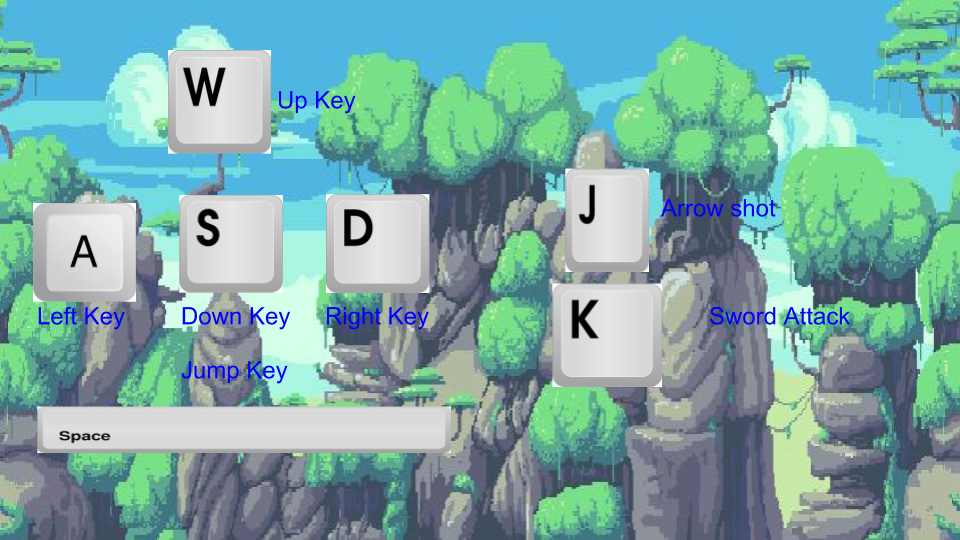 W
Up Key
A
S
D
J
Arrow shot
Left Key
Down Key
Right Key
K
Sword Attack
Jump Key
Space